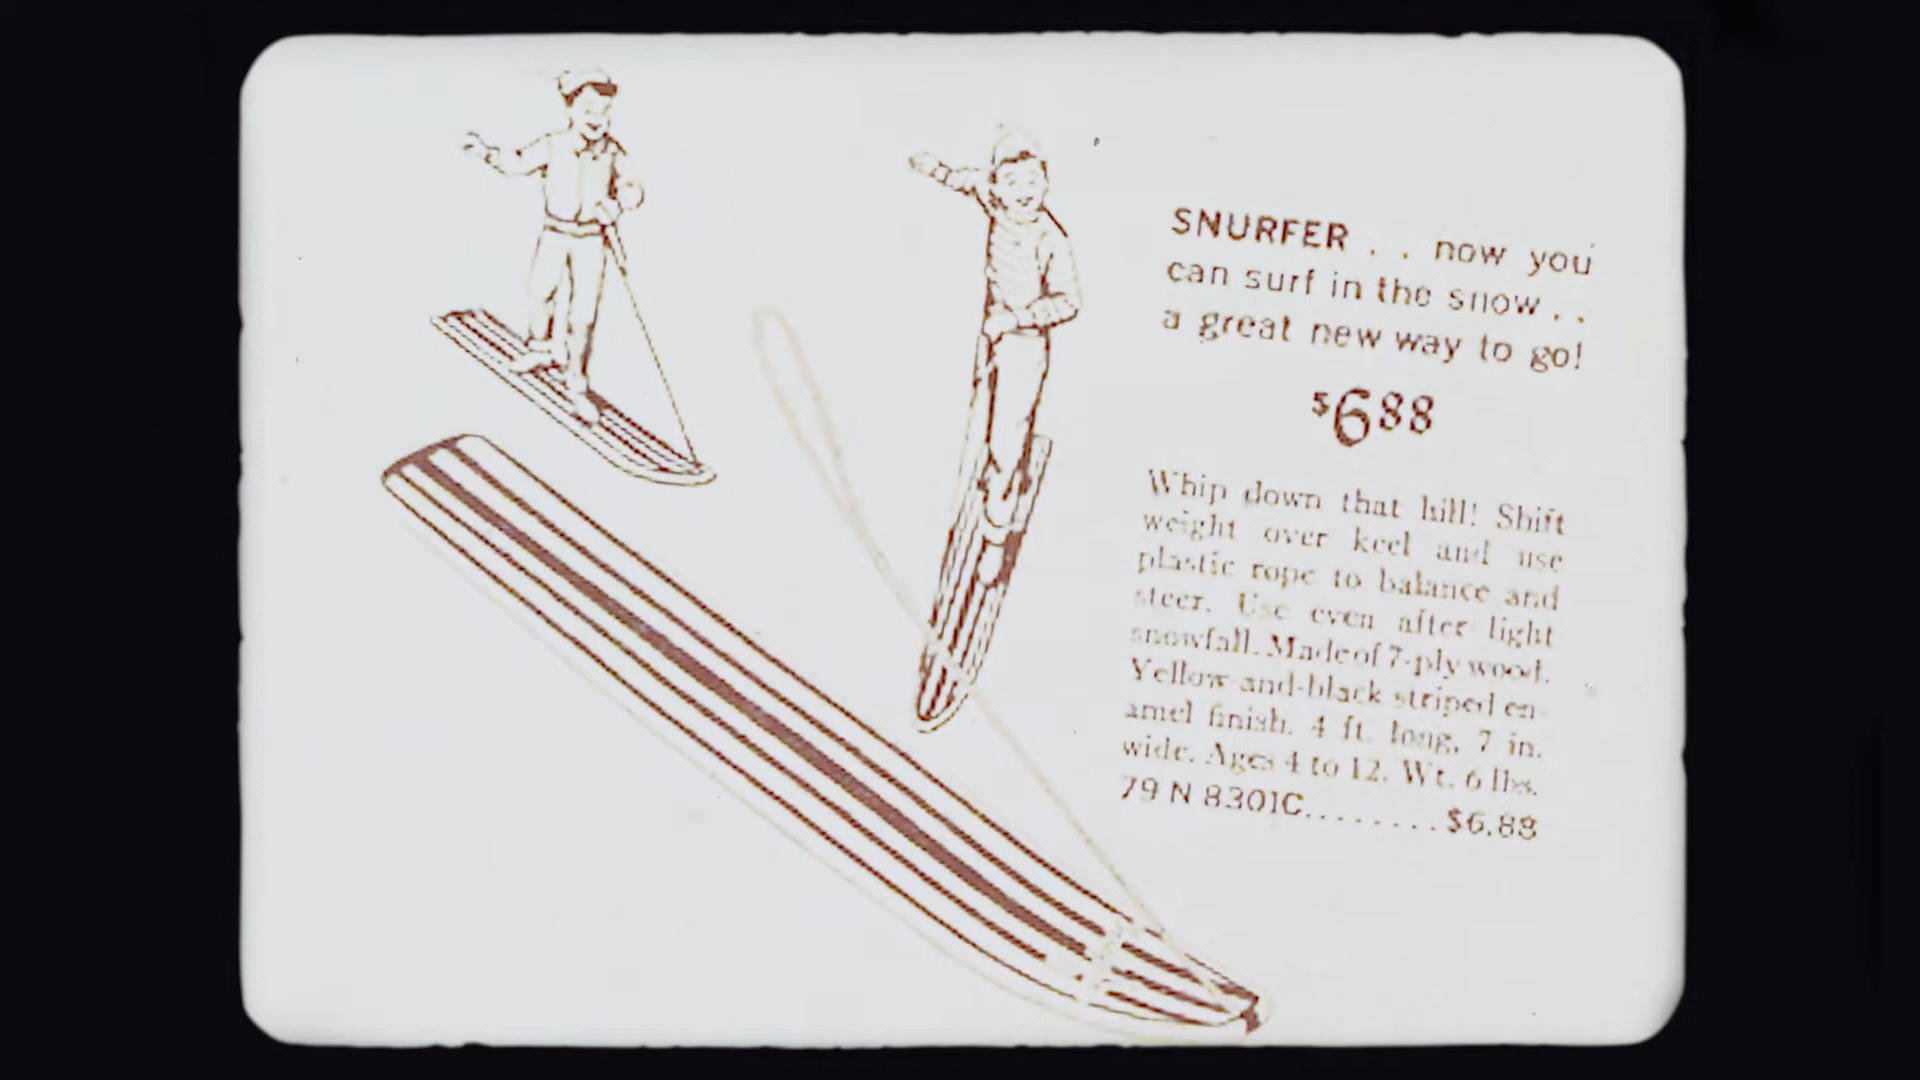 SNURFER . . now you
can surf in the snow . .
a great new way to go!
$6 88
Whip down that hill! Shift
weight over keel and use
plastic rope to balance and
steer. Use even after light
snowfall. Made of 7-ply wood.
Yellow-and-black striped en-
amel finish. 4 ft. long, 7 in.
wide. Ages 4 to 12. Wt. 6 lbs.
79 N 8301C........$6.88